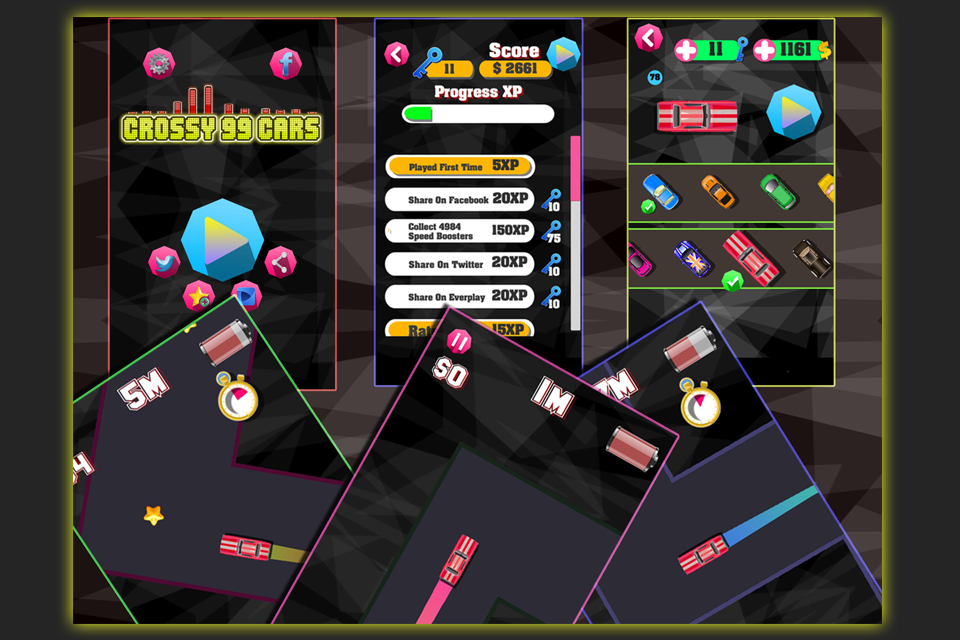 CROSSY 99 CARS
Score
11
$ 2661
Progress XP
Played First Time 5XP
Share On Facebook 20XP
10
Collect 4984
Speed Boosters 150XP
75
Share On Twitter 20XP
10
Share On Everplay 20XP
10
15XP
11
1161 $
78
5M
$0
1M
7M